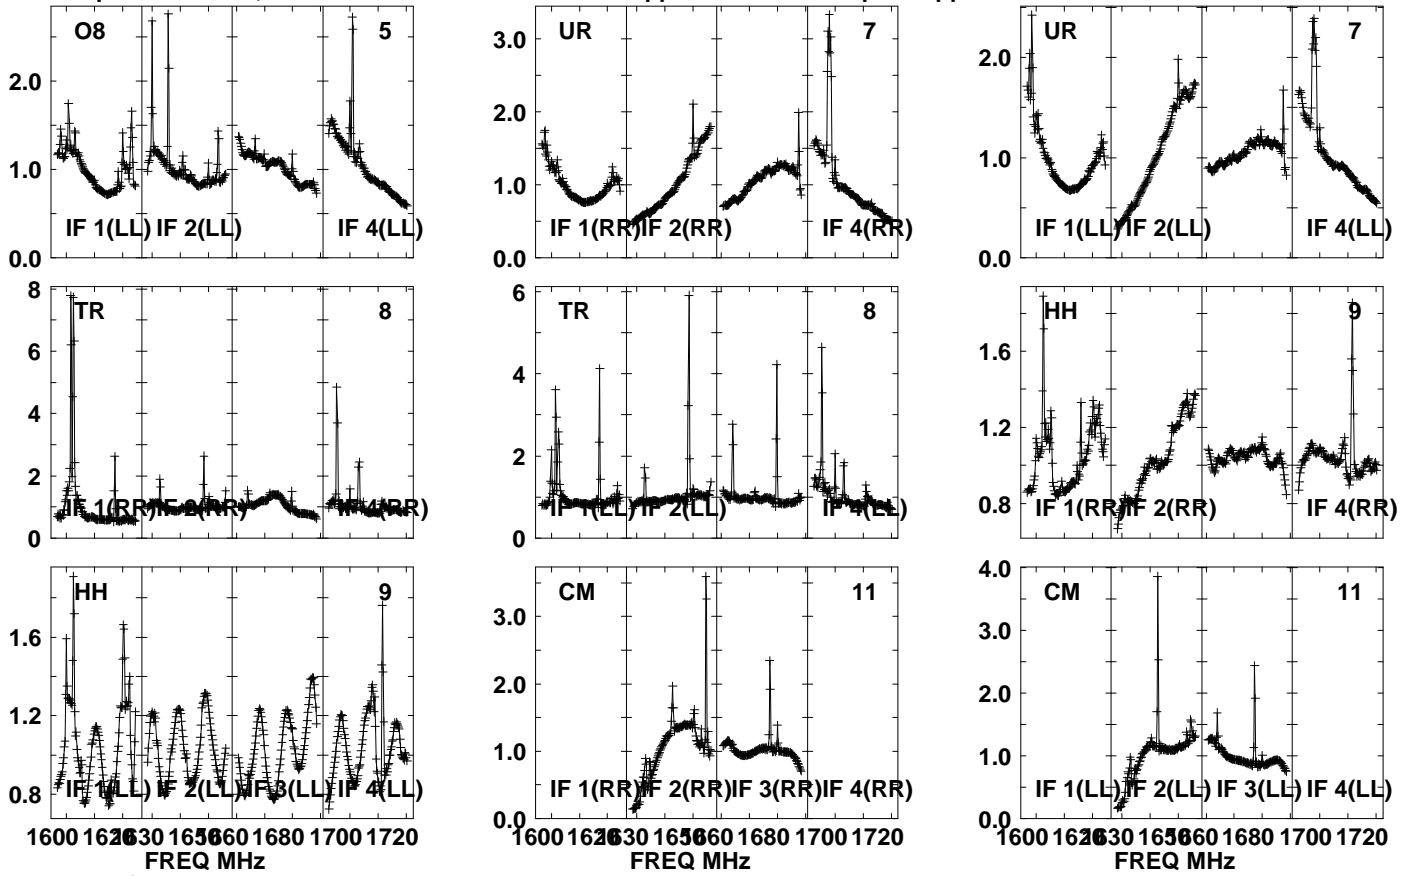 O8 5 UR 7 UR 7
2.0 3.0 2.0
1.0 2.0 1.0
0.0 1.0 0.0
0.0
IF 1(LL) IF 2(LL) IF 4(LL) IF 1(RR) IF 2(RR) IF 4(RR) IF 1(LL) IF 2(LL) IF 4(LL)
TR 8 TR 8 HH 9
8 6 1.6
6 4 1.2
4 2 0.8
2 0
0
IF 1(RR) IF 2(RR) IF 4(RR) IF 1(LL) IF 2(LL) IF 4(LL) IF 1(RR) IF 2(RR) IF 4(RR)
HH 9 CM 11 CM 11
1.6 3.0 4.0
1.2 2.0 3.0
0.8 1.0 2.0
0.0 1.0
0.0
IF 1(LL) IF 2(LL) IF 3(LL) IF 4(LL) IF 1(RR) IF 2(RR) IF 3(RR) IF 4(RR) IF 1(LL) IF 2(LL) IF 3(LL) IF 4(LL)
1600 1630 1680 1700 1720 1600 1630 1680 1700 1720 1600 1630 1680 1700 1720
FREQ MHz FREQ MHz FREQ MHz